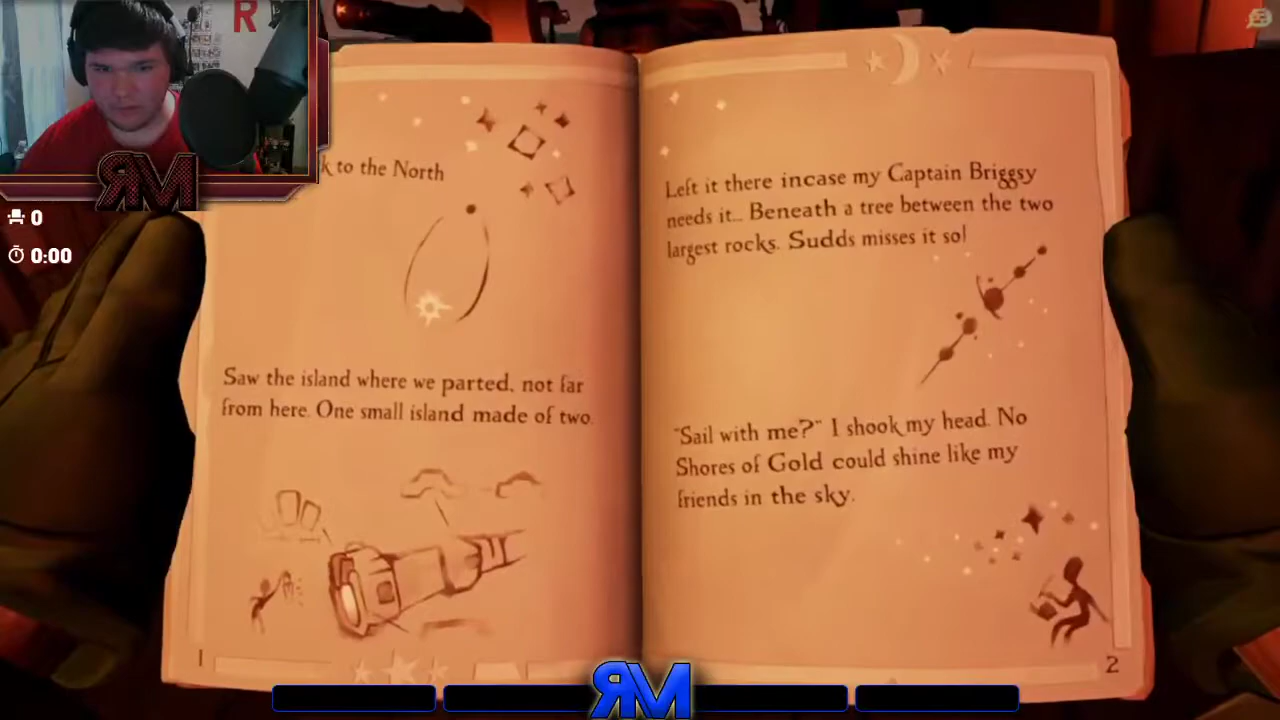 R
RM
0
0:00
k to the North
Saw the island where we parted, not far
from here. One small island made of two.
1
Left it there incase my Captain Briggsy
needs it... Beneath a tree between the two
largest rocks. Sudds misses it so!
"Sail with me?" I shook my head. No
Shores of Gold could shine like my
friends in the sky.
2
RM